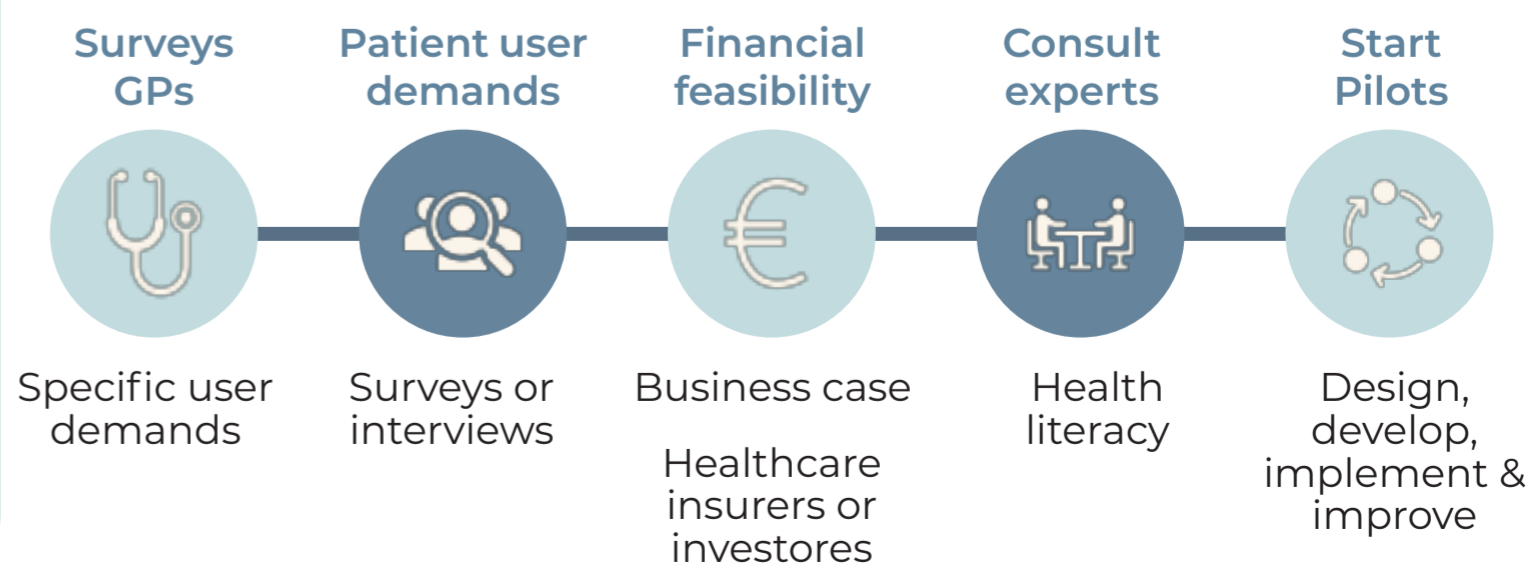 Surveys
GPs
Specific user
demands
Patient user
demands
Surveys or
interviews
Financial
feasibility
€
Business case
Healthcare
insurers or
investores
Consult
experts
Health
literacy
Start
Pilots
Design,
develop,
implement &
improve